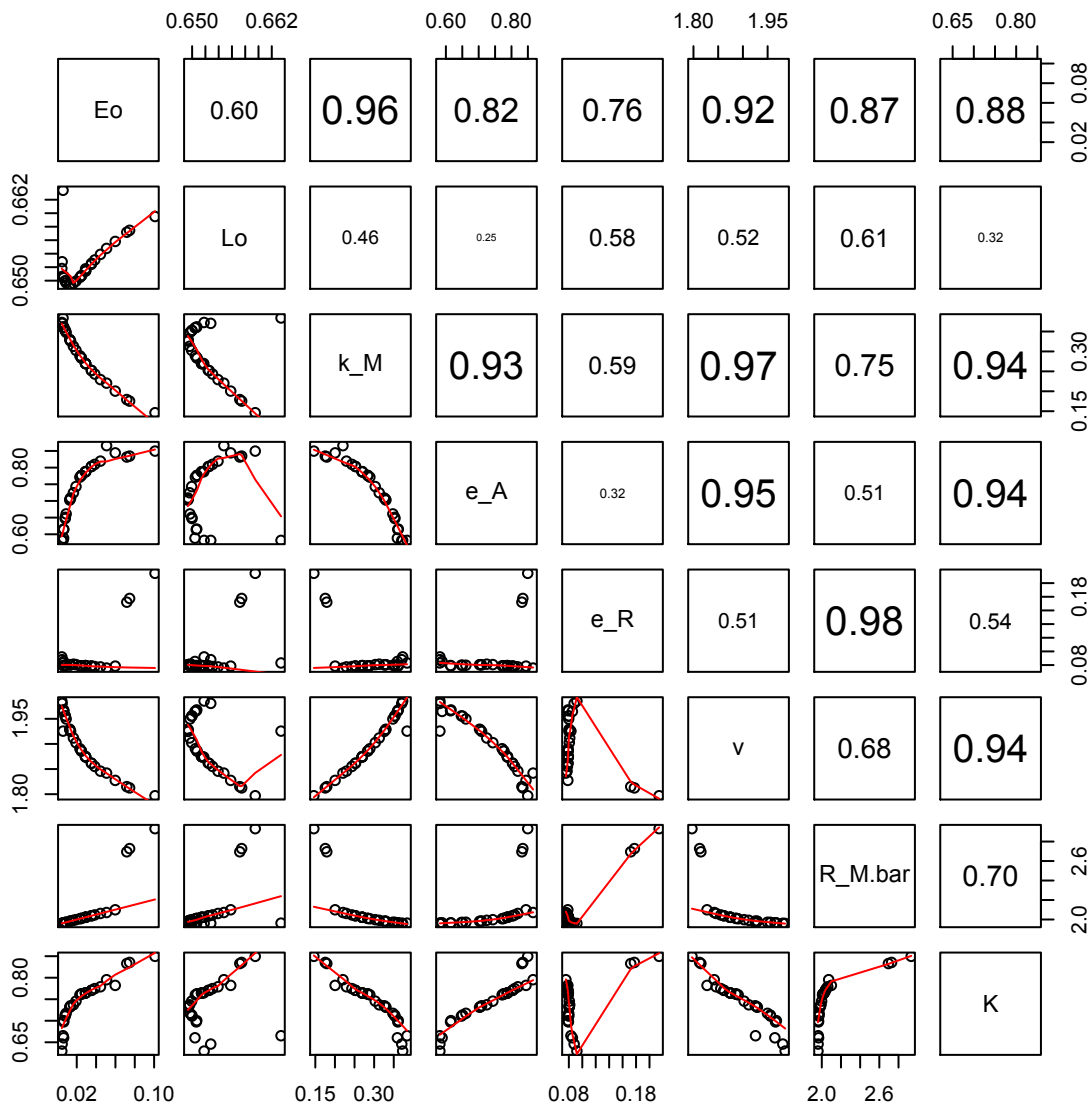 0.650 0.662 0.60 0.80 1.80 1.95 0.65 0.80
Eo 0.60 0.96 0.82 0.76 0.92 0.87 0.88 0.02 0.08
0.650 0.662 Lo 0.46 0.25 0.58 0.52 0.61 0.32
k_M 0.93 0.59 0.97 0.75 0.94 0.15 0.30
0.60 0.80 e_A 0.32 0.95 0.51 0.94
e_R 0.51 0.98 0.54 0.08 0.18
1.80 1.95 v 0.68 0.94
R_M.bar 0.70 2.0 2.6
0.65 0.80 K
0.02 0.10 0.15 0.30 0.08 0.18 2.0 2.6